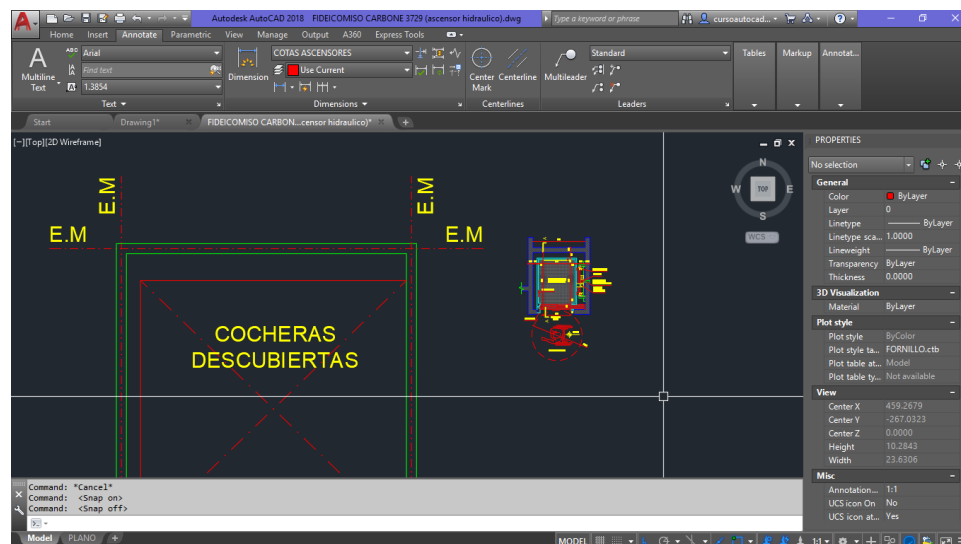 Autodesk AutoCAD 2018 FIDEICOMISO CARBONE 3729 (ascensor hidraulico).dwg
Type a keyword or phrase
cursoautocad...
Home Insert Annotate Parametric View Manage Output A360 Express Tools
A Multiline Text
ABC Arial
Find text
1.3854
Text
Dimension
COTAS ASCENSORES
Use Current
Dimensions
Center Mark
Centerline
Centerlines
Multileader
Standard
Leaders
Tables
Markup
Annotat...
Start
Drawing1*
FIDEICOMISO CARBON...censor hidraulico)*
[−][Top][2D Wireframe]
E.M
E.M
E.M
E.M
COCHERAS
DESCUBIERTAS
N
W TOP E
S
WCS
PROPERTIES
No selection
General
Color ByLayer
Layer 0
Linetype ByLayer
Linetype sca... 1.0000
Lineweight ByLayer
Transparency ByLayer
Thickness 0.0000
3D Visualization
Material ByLayer
Plot style
Plot style ByColor
Plot style ta... FORNILLO.ctb
Plot table at... Model
Plot table ty... Not available
View
Center X 459.2679
Center Y -267.0323
Center Z 0.0000
Height 10.2843
Width 23.6306
Misc
Annotation... 1:1
UCS icon On No
UCS icon at... Yes
Command: *Cancel*
Command: <Snap on>
Command: <Snap off>
Model PLANO +
MODEL
1:1